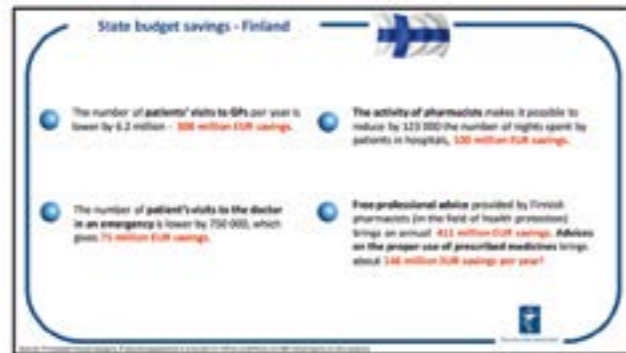 State budget savings - Finland
The number of patients' visits to GPs per year is
lower by 6.2 million - million EUR savings.
The activity of pharmacists makes it possible to
reduce by 123 000 the number of nights spent by
patients in hospitals, 100 million EUR savings.
The number of patient's visits to the doctor
in an emergency is lower by 750 000, which
gives 75 million EUR savings.
Free professional advice provided by Finnish
pharmacists (in the field of health protection)
brings an annual 411 million EUR savings. Advices
on the proper use of prescribed medicines brings
about 146 million EUR savings per year!